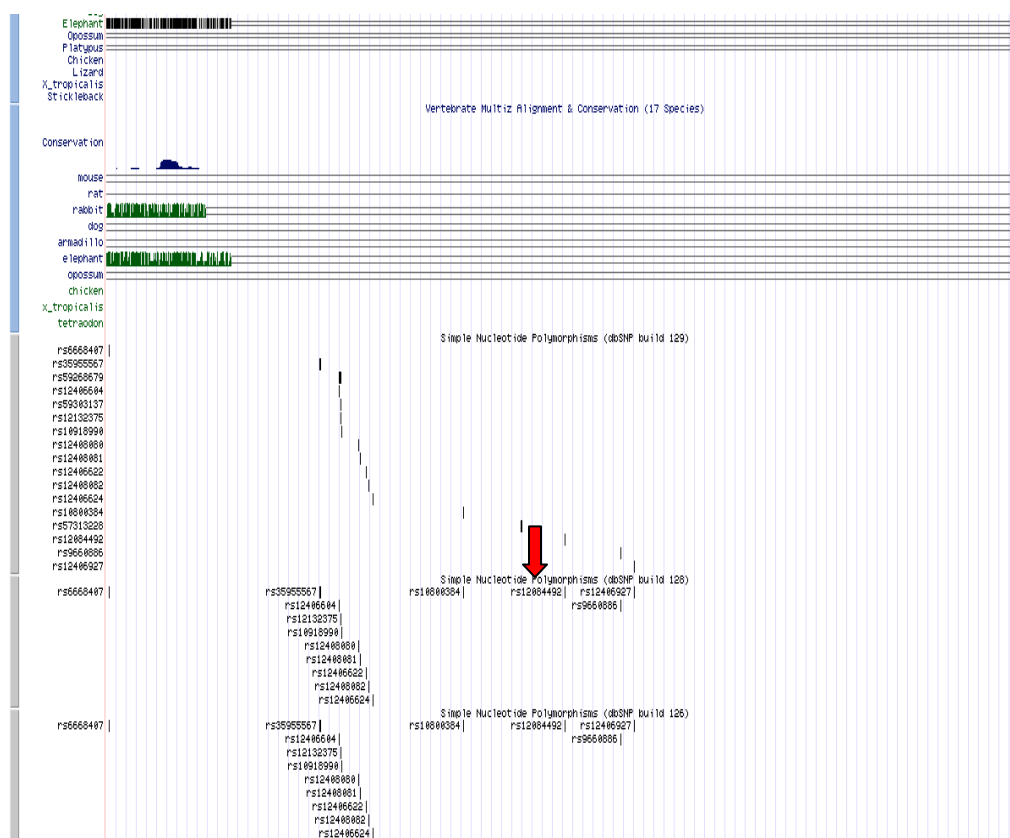 Elephant
Opossum
Platypus
Chicken
Lizard
X_tropicalis
Stickleback
Vertebrate Multiz Alignment & Conservation (17 Species)
Conservation
mouse
rat
rabbit
dog
armadillo
elephant
opossum
chicken
x_tropicalis
tetraodon
Simple Nucleotide Polymorphisms (dbSNP build 129)
rs6668407
rs35955567
rs59268679
rs12406604
rs59303137
rs12132375
rs10918990
rs12408080
rs12408081
rs12406622
rs12408082
rs12406624
rs10800384
rs57313228
rs12084492
rs9660886
rs12406927
Simple Nucleotide Polymorphisms (dbSNP build 128)
rs6668407 rs35955567 rs10800384 rs12084492 rs12406927
rs12406604 rs9660886
rs12132375
rs10918990
rs12408080
rs12408081
rs12406622
rs12408082
rs12406624
Simple Nucleotide Polymorphisms (dbSNP build 126)
rs6668407 rs35955567 rs10800384 rs12084492 rs12406927
rs12406604 rs9660886
rs12132375
rs10918990
rs12408080
rs12408081
rs12406622
rs12408082
rs12406624